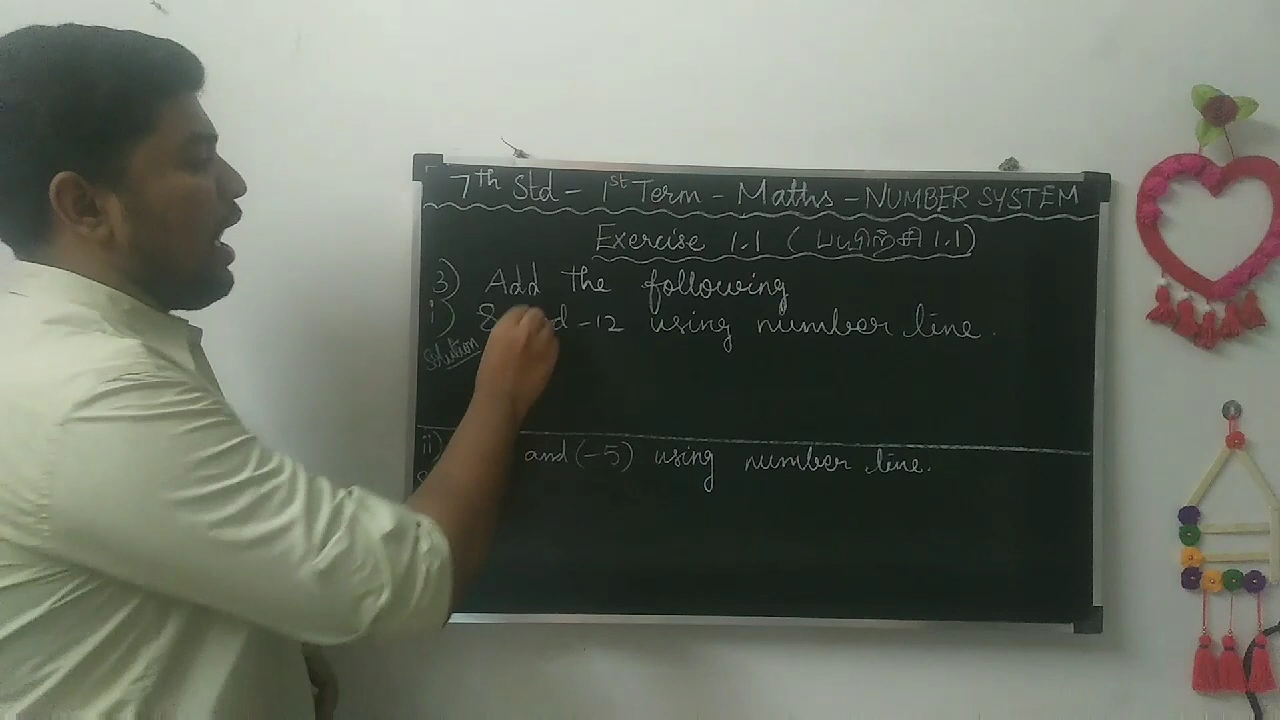 7th Std - 1st Term - Maths - NUMBER SYSTEM
Exercise 1.1 (பயிற்சி 1.1)
3) Add the following
i) 8 -12 using number line.
Solution
ii) and (-5) using number line.